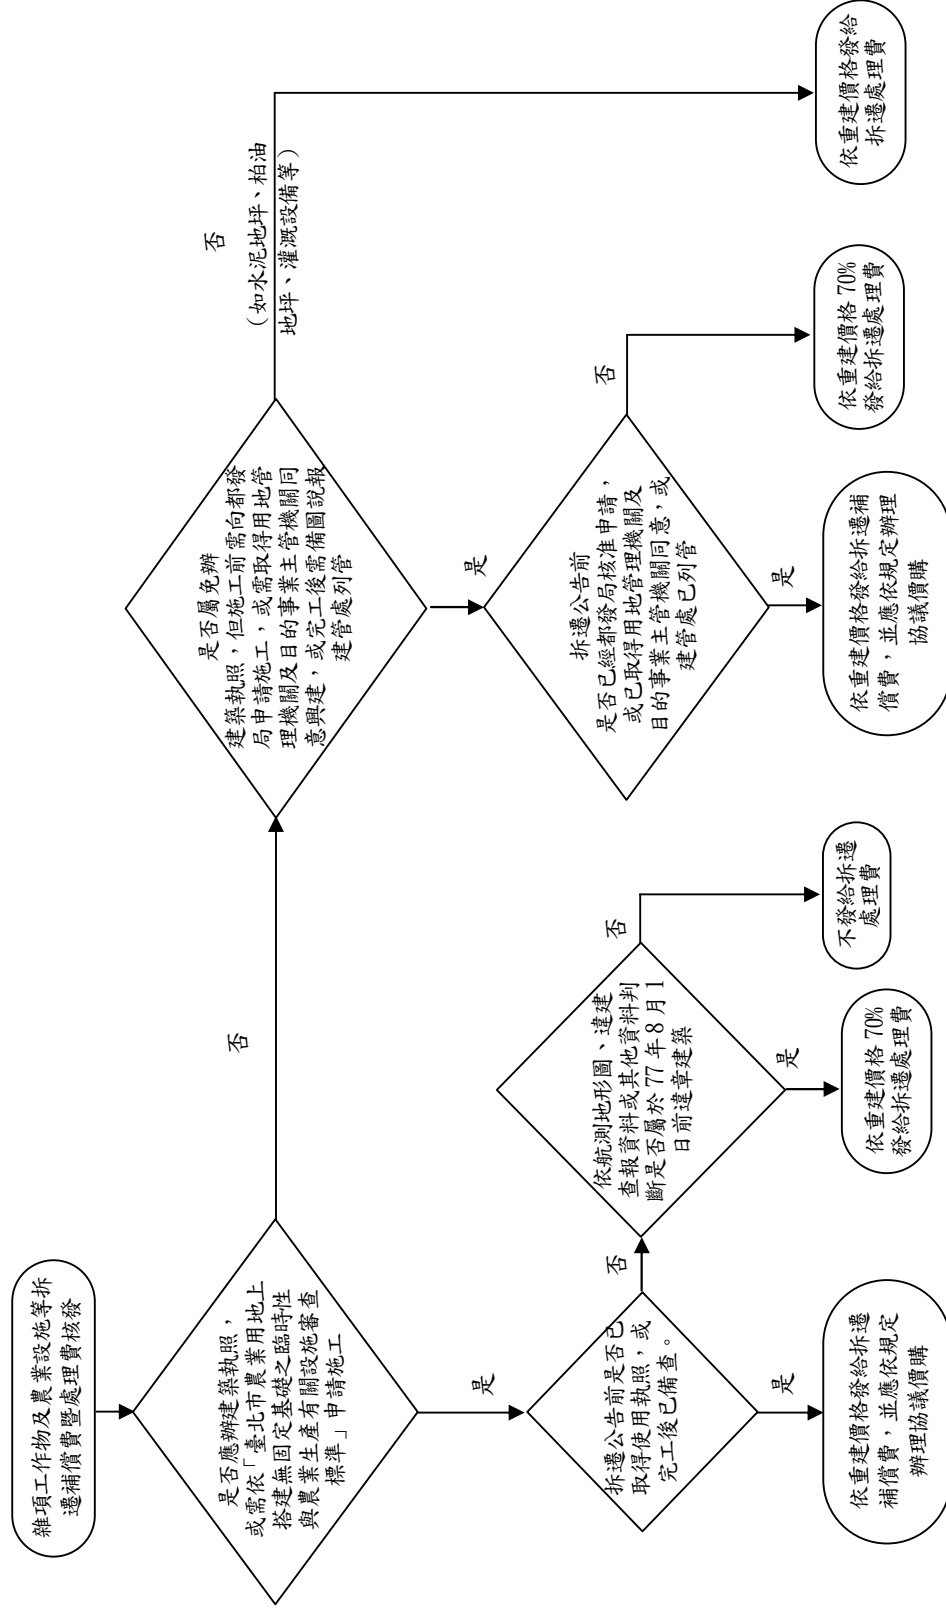 雜項工作物及農業設施等拆
遷補償費暨處理費核發
是否應辦建築執照，
或需依「臺北市農業用地上
搭建無固定基礎之臨時性
與農業生產有關設施審查
標準」申請施工
否
是否屬免辦
建築執照，但施工前需向都發
局申請施工，或需取得用地管
理機關及目的事業主管機關同
意興建，或完工後需備圖說報
建管處列管
否
（如水泥地坪、柏油
地坪、灌溉設備等）
是
拆遷公告前是否已
取得使用執照，或
完工後已備查。
否
依航測地形圖、違建
查報資料或其他資料判
斷是否屬於 77 年 8 月 1
日前違章建築
否
是
拆遷公告前
是否已經都發局核准申請，
或已取得用地管理機關及
目的事業主管機關同意，或
建管處已列管
否
是
依重建價格發給拆遷
補償費，並應依規定
辦理協議價購
是
依重建價格 70%
發給拆遷處理費
不發給拆遷
處理費
是
依重建價格發給拆遷補
償費，並應依規定辦理
協議價購
依重建價格 70%
發給拆遷處理費
依重建價格發給
拆遷處理費